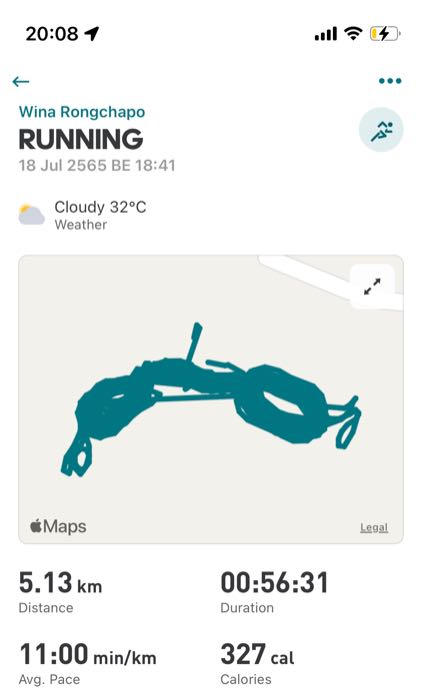 20:08
Wina Rongchapo
RUNNING
18 Jul 2565 BE 18:41
Cloudy 32°C
Weather
Maps
Legal
5.13 km
00:56:31
Distance
Duration
11:00 min/km
327 cal
Avg. Pace
Calories